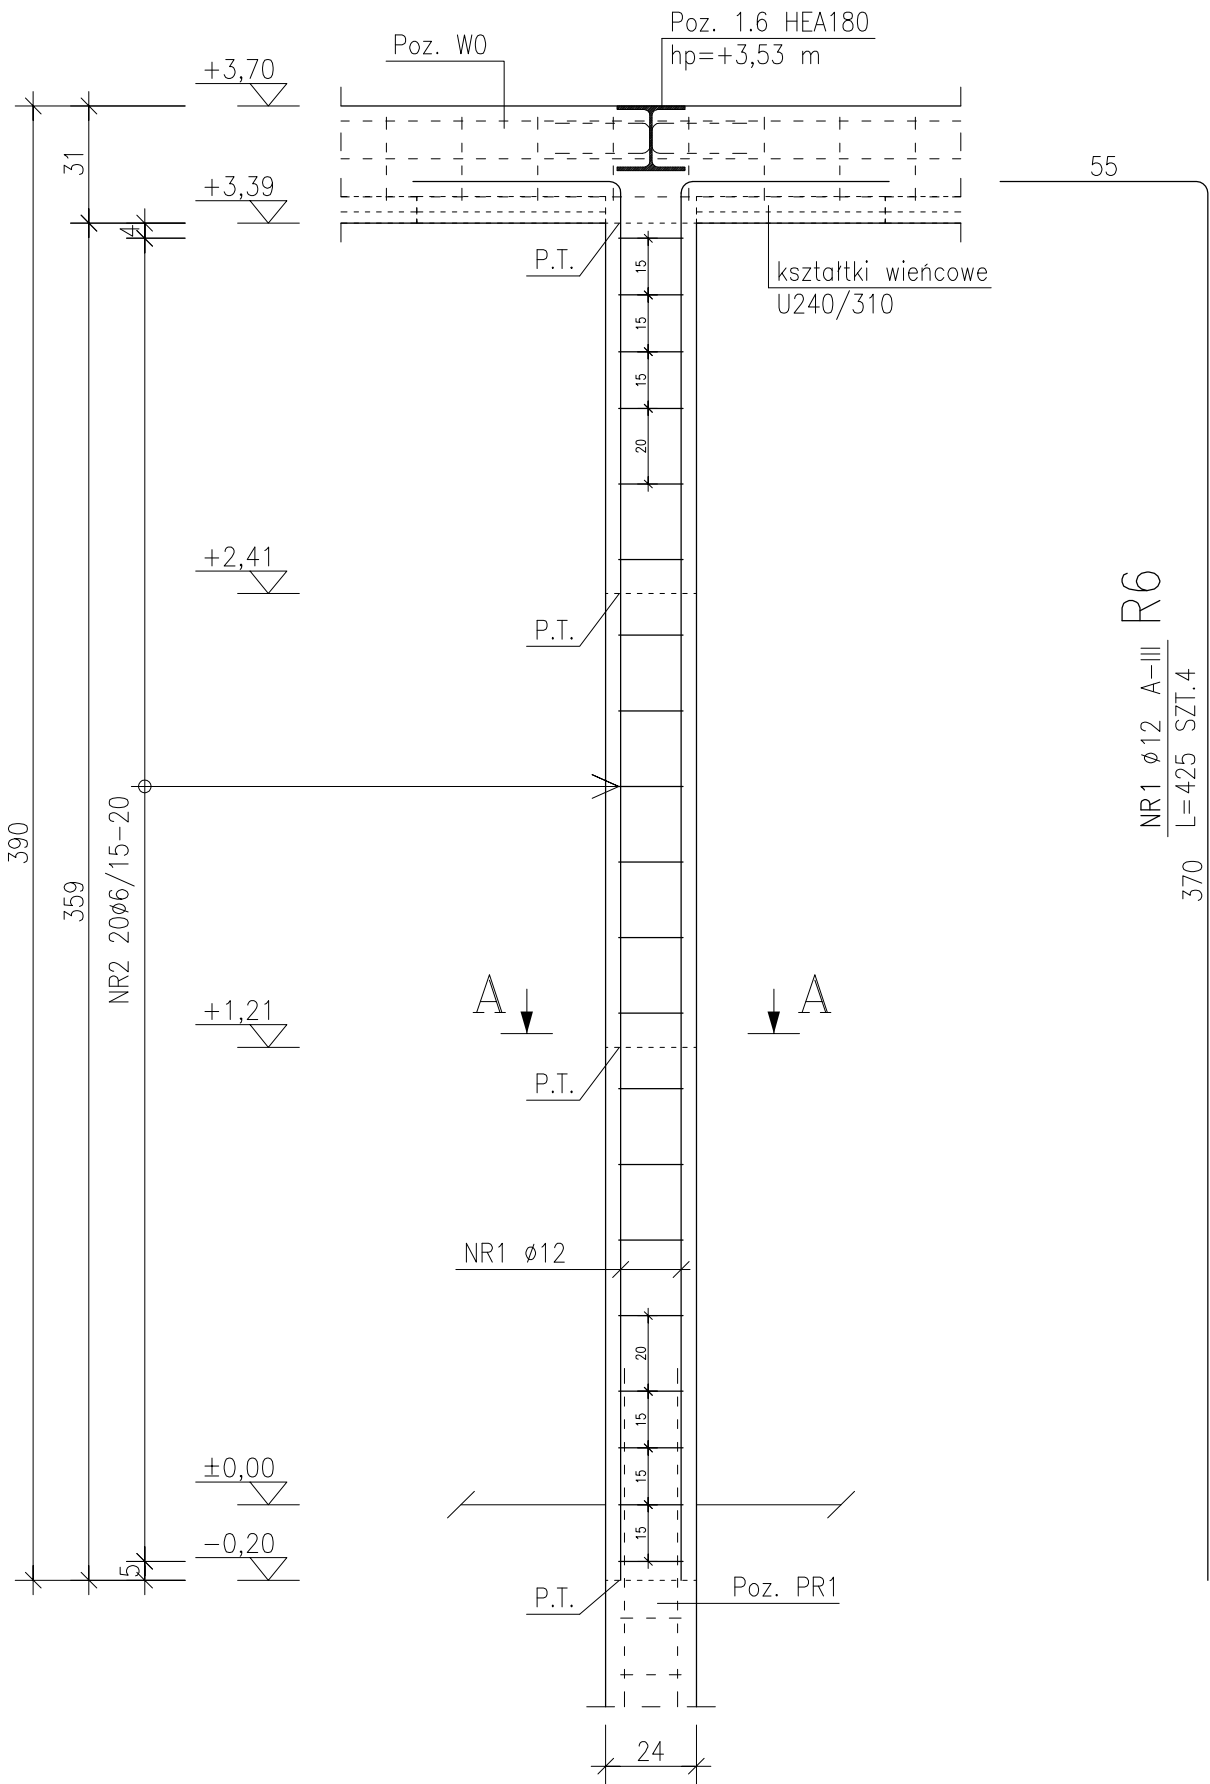 Poz. 1.6 HEA180
hp=+3,53 m
Poz. W0
+3,70
31
55
+3,39
4
P.T.
15
kształtki wieńcowe
U240/310
15
15
20
+2,41
P.T.
R6
NR1 ø12 A-III
L=425 SZT.4
370
390
359
NR2 20ø6/15-20
A
A
+1,21
P.T.
NR1 ø12
20
15
±0,00
15
-0,20
15
5
P.T.
Poz. PR1
24